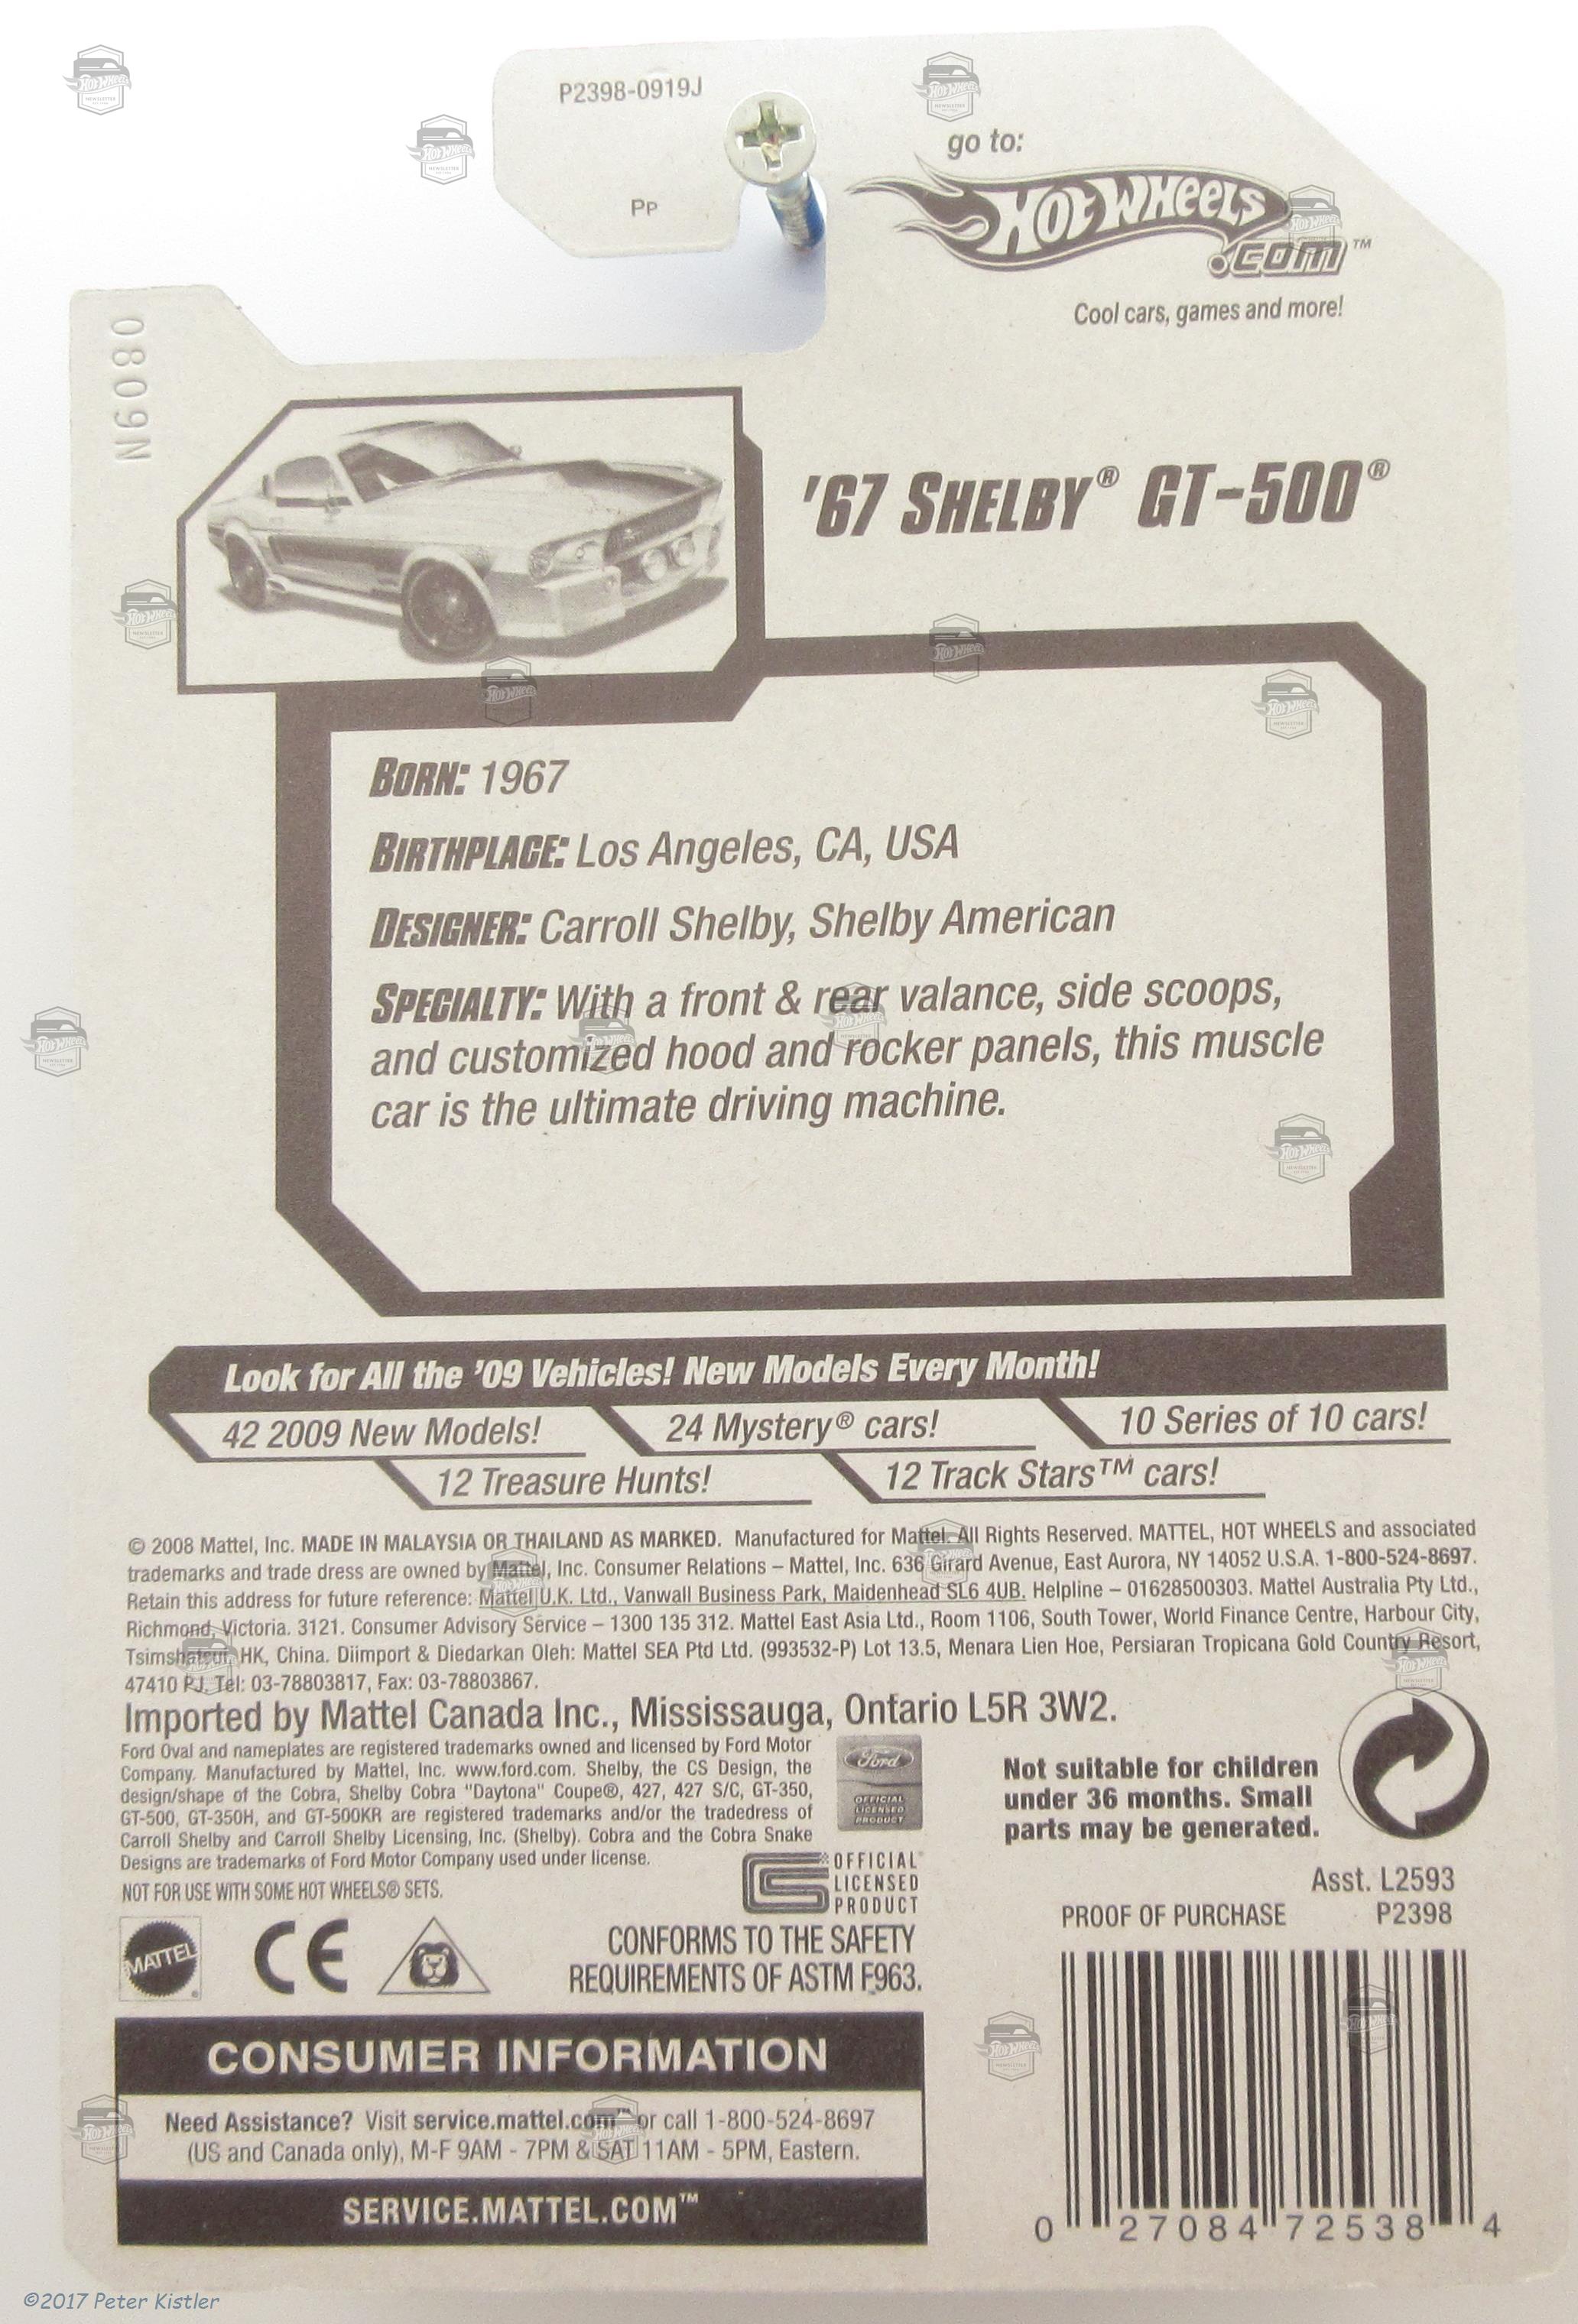 P2398-0919J
PP
go to:
HOT WHEELS
.COM™
Cool cars, games and more!
0809N
'67 SHELBY® GT-500®
BORN: 1967
BIRTHPLACE: Los Angeles, CA, USA
DESIGNER: Carroll Shelby, Shelby American
SPECIALTY: With a front & rear valance, side scoops,
and customized hood and rocker panels, this muscle
car is the ultimate driving machine.
Look for All the '09 Vehicles! New Models Every Month!
42 2009 New Models!
24 Mystery® cars!
10 Series of 10 cars!
12 Treasure Hunts!
12 Track Stars™ cars!
© 2008 Mattel, Inc. MADE IN MALAYSIA OR THAILAND AS MARKED. Manufactured for Mattel. All Rights Reserved. MATTEL, HOT WHEELS and associated
trademarks and trade dress are owned by Mattel, Inc. Consumer Relations – Mattel, Inc. 636 Girard Avenue, East Aurora, NY 14052 U.S.A. 1-800-524-8697.
Retain this address for future reference: Mattel U.K. Ltd., Vanwall Business Park, Maidenhead SL6 4UB. Helpline – 01628500303. Mattel Australia Pty Ltd.,
Richmond, Victoria. 3121. Consumer Advisory Service – 1300 135 312. Mattel East Asia Ltd., Room 1106, South Tower, World Finance Centre, Harbour City,
Tsimshatsui, HK, China. Diimport & Diedarkan Oleh: Mattel SEA Ptd Ltd. (993532-P) Lot 13.5, Menara Lien Hoe, Persiaran Tropicana Gold Country Resort,
47410 PJ. Tel: 03-78803817, Fax: 03-78803867.
Imported by Mattel Canada Inc., Mississauga, Ontario L5R 3W2.
Ford Oval and nameplates are registered trademarks owned and licensed by Ford Motor
Company. Manufactured by Mattel, Inc. www.ford.com. Shelby, the CS Design, the
design/shape of the Cobra, Shelby Cobra "Daytona" Coupe®, 427, 427 S/C, GT-350,
GT-500, GT-350H, and GT-500KR are registered trademarks and/or the tradedress of
Carroll Shelby and Carroll Shelby Licensing, Inc. (Shelby). Cobra and the Cobra Snake
Designs are trademarks of Ford Motor Company used under license.
NOT FOR USE WITH SOME HOT WHEELS® SETS.
Ford
OFFICIAL
LICENSED
PRODUCT
OFFICIAL
LICENSED
PRODUCT
Not suitable for children
under 36 months. Small
parts may be generated.
Asst. L2593
PROOF OF PURCHASE P2398
MATTEL
CE
CONFORMS TO THE SAFETY
REQUIREMENTS OF ASTM F963.
CONSUMER INFORMATION
Need Assistance? Visit service.mattel.com™ or call 1-800-524-8697
(US and Canada only), M-F 9AM - 7PM & SAT 11AM - 5PM, Eastern.
SERVICE.MATTEL.COM™
0 27084 72538 4
©2017 Peter Kistler